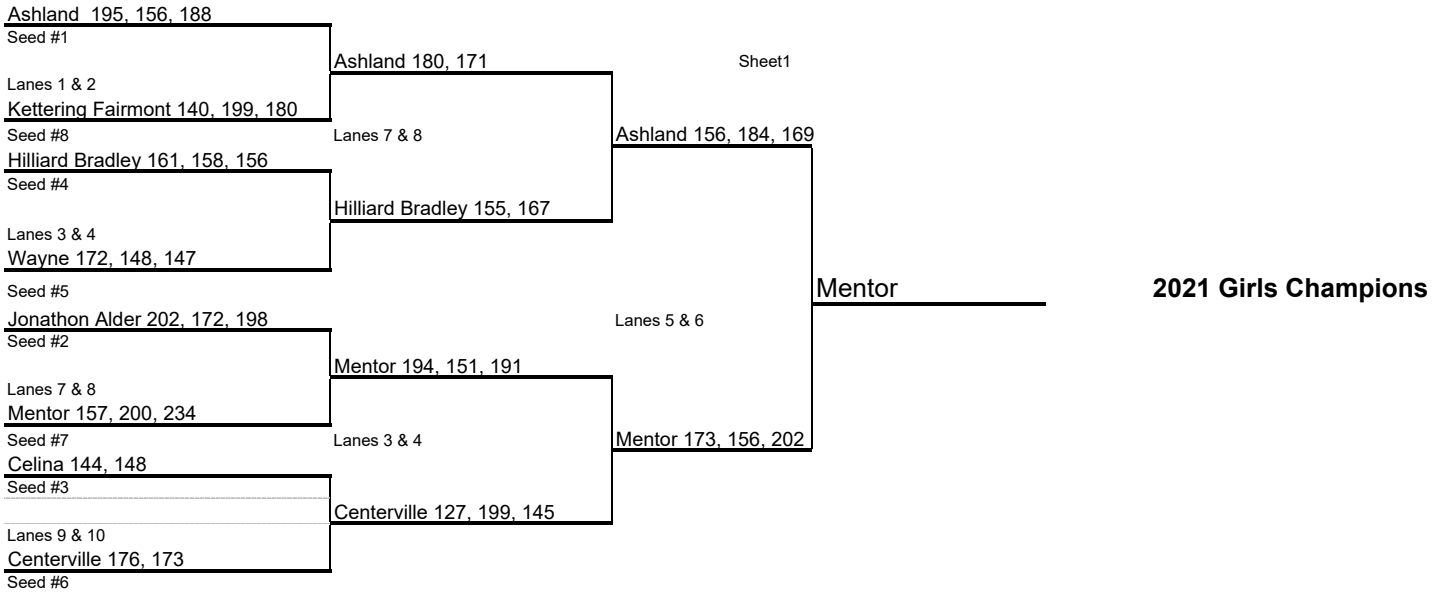 Ashland  195, 156, 188
Seed #1
Ashland 180, 171
Sheet1
Lanes 1 & 2
Kettering Fairmont 140, 199, 180
Seed #8
Lanes 7 & 8
Ashland 156, 184, 169
Hilliard Bradley 161, 158, 156
Seed #4
Hilliard Bradley 155, 167
Lanes 3 & 4
Wayne 172, 148, 147
Seed #5
Mentor
2021 Girls Champions
Jonathon Alder 202, 172, 198
Lanes 5 & 6
Seed #2
Mentor 194, 151, 191
Lanes 7 & 8
Mentor 157, 200, 234
Seed #7
Lanes 3 & 4
Mentor 173, 156, 202
Celina 144, 148
Seed #3
Centerville 127, 199, 145
Lanes 9 & 10
Centerville 176, 173
Seed #6